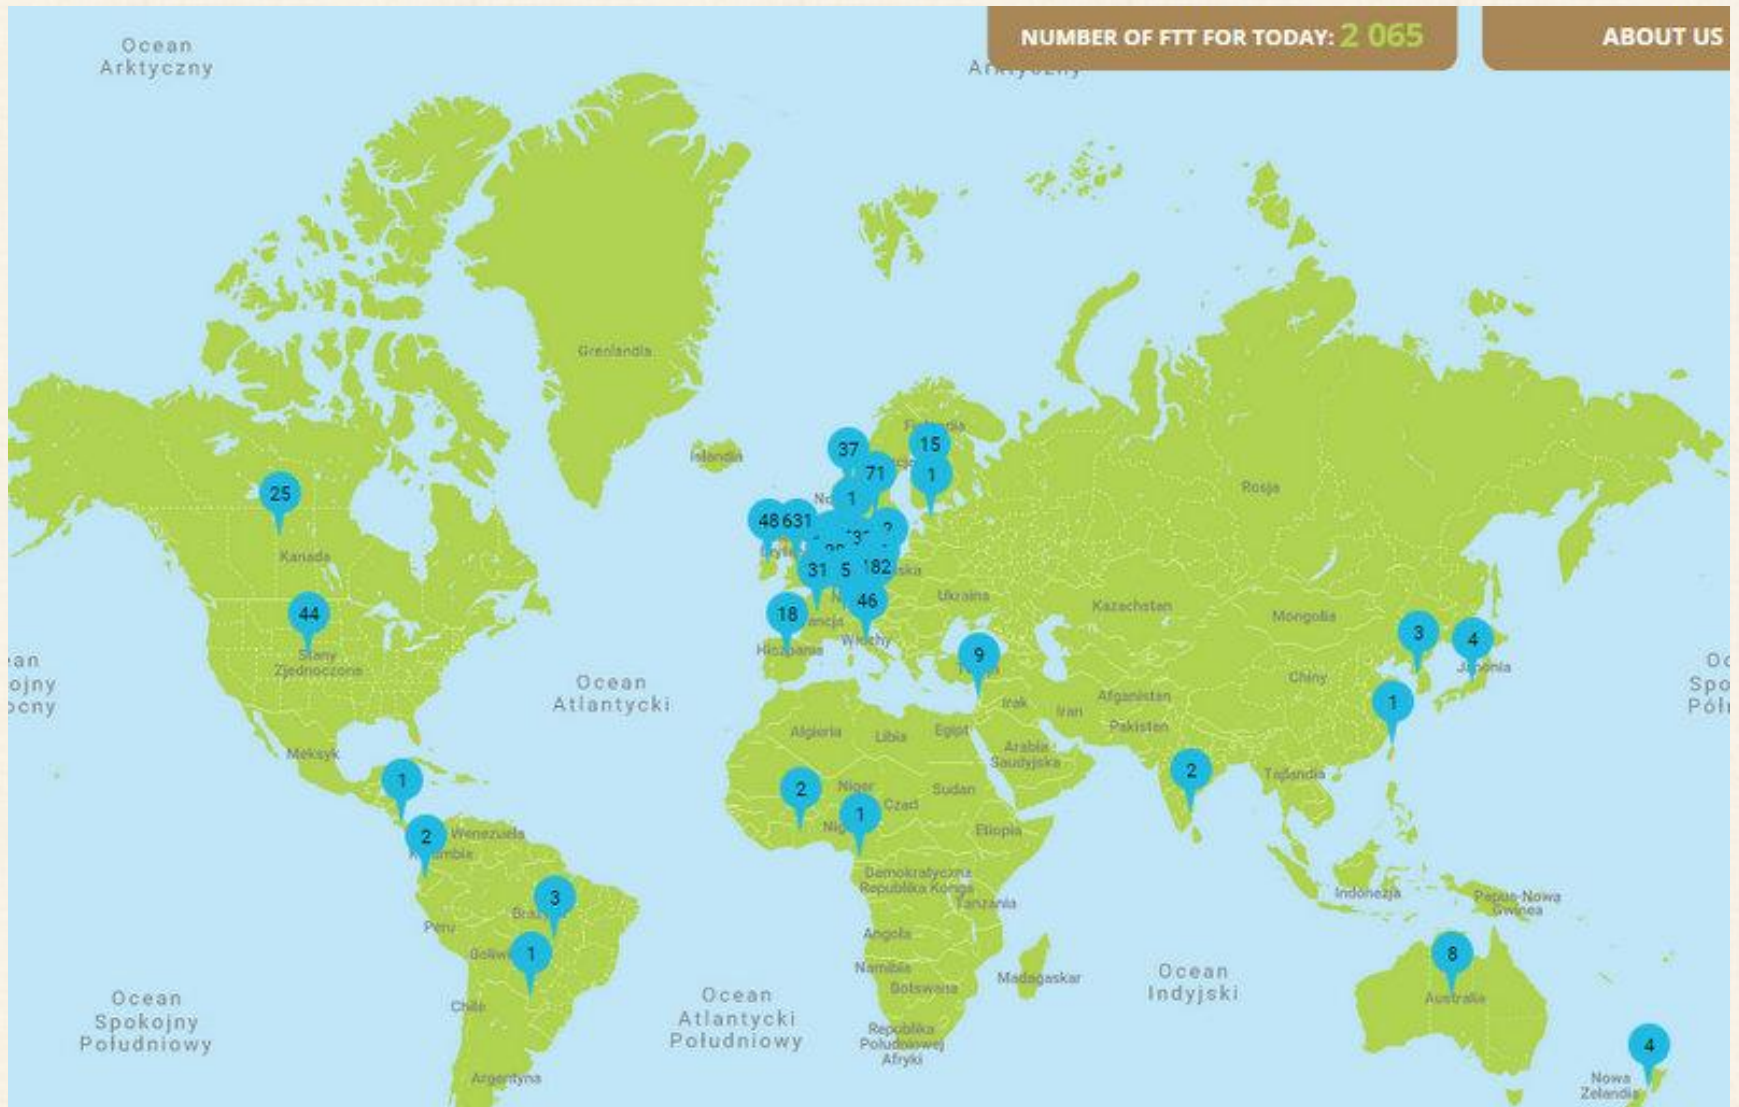 NUMBER OF FTT FOR TODAY: 2 065
ABOUT US
Ocean
Arktyczny
Arktyczny
Grenlandia
Islandia
37
15
71
1
1
25
Rosja
48
631
Kanada
31
5
182
46
Ukraina
Kazachstan
Mongolia
44
18
3
4
Włochy
Hiszpania
9
Stany
Zjednoczone
Japonia
Chiny
Ocean
Atlantycki
Afganistan
Irak
Iran
Pakistan
1
Algieria
Libia
Egipt
Arabia
Saudyjska
Meksyk
1
2
2
Tajlandia
Niger
Sudan
Czad
1
2
Wenezuela
Etiopia
Demokratyczna
Republika Konga
Tanzania
3
Indonezja
Papua-Nowa
Gwinea
Peru
Angola
1
8
Namibia
Botswana
Madagaskar
Ocean
Indyjski
Australia
Chile
Ocean
Spokojny
Południowy
Ocean
Atlantycki
Południowy
Republika
Południowej
Afryki
4
Argentyna
Nowa
Zelandia